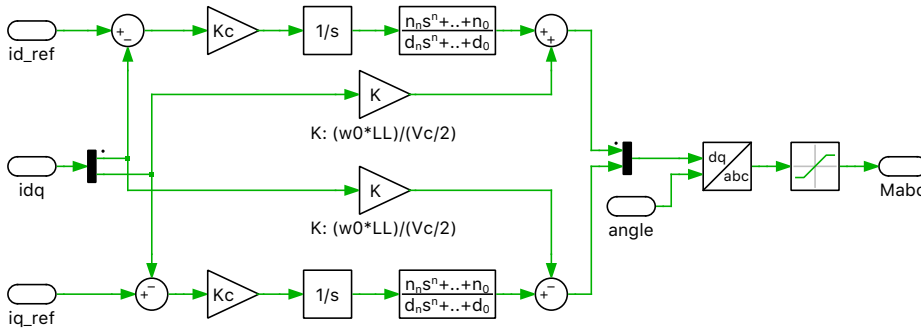 id_ref
+
−
Kc
1/s
nₙsⁿ+..+n₀
dₙsⁿ+..+d₀
+
+
K
K: (w0*LL)/(Vc/2)
idq
K
K: (w0*LL)/(Vc/2)
dq
abc
Mabc
angle
iq_ref
+
−
Kc
1/s
nₙsⁿ+..+n₀
dₙsⁿ+..+d₀
+
−